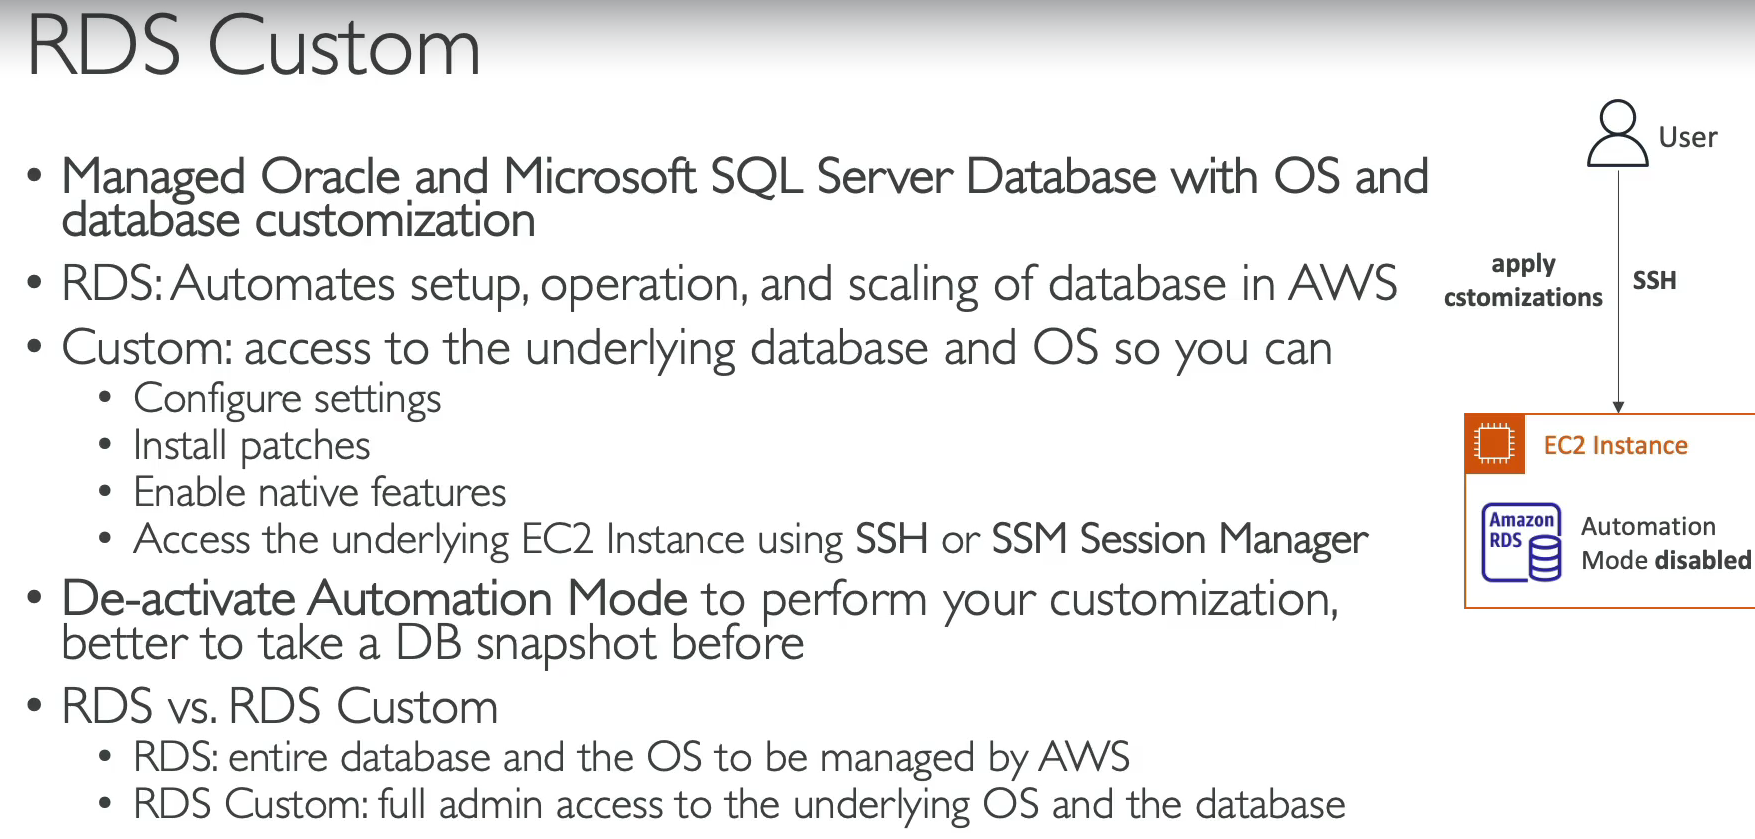 RDS Custom
• Managed Oracle and Microsoft SQL Server Database with OS and
database customization
• RDS: Automates setup, operation, and scaling of database in AWS
• Custom: access to the underlying database and OS so you can
• Configure settings
• Install patches
• Enable native features
• Access the underlying EC2 Instance using SSH or SSM Session Manager
• De-activate Automation Mode to perform your customization,
better to take a DB snapshot before
• RDS vs. RDS Custom
• RDS: entire database and the OS to be managed by AWS
• RDS Custom: full admin access to the underlying OS and the database
User
apply
cstomizations
SSH
EC2 Instance
Amazon
RDS
Automation
Mode disabled